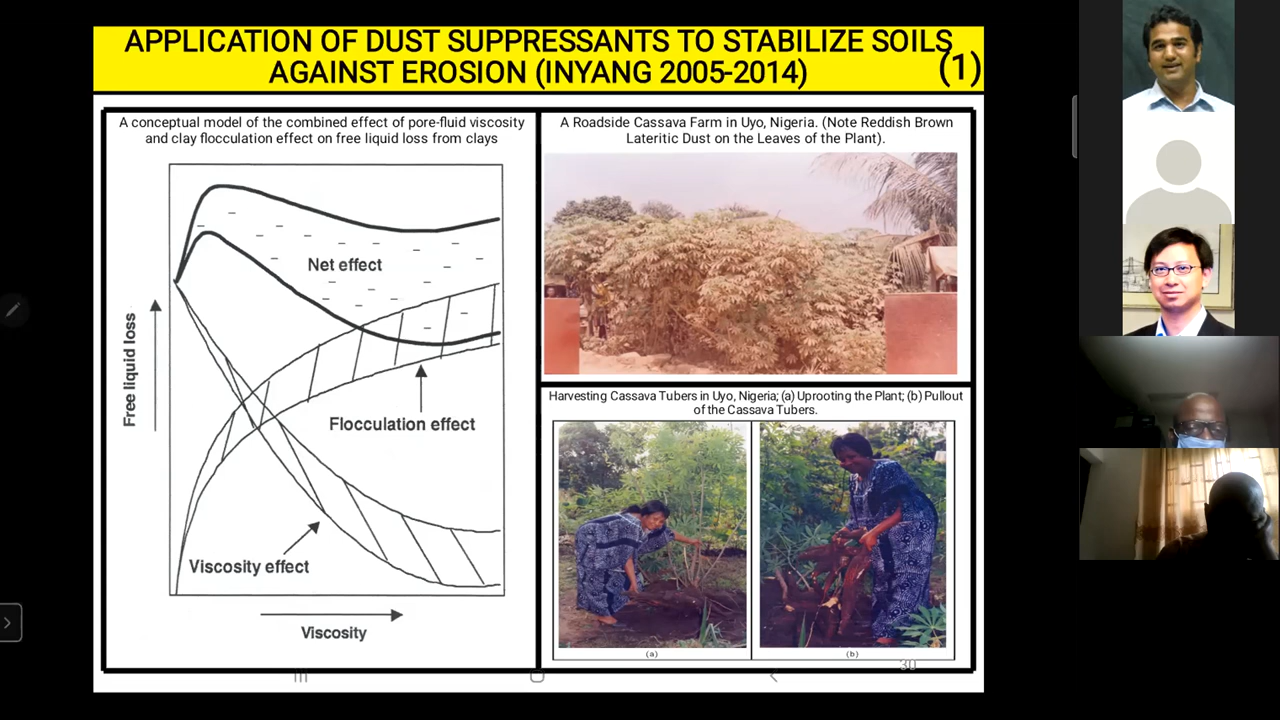 APPLICATION OF DUST SUPPRESSANTS TO STABILIZE SOILS
AGAINST EROSION (INYANG 2005-2014)
(1)
A conceptual model of the combined effect of pore-fluid viscosity
and clay flocculation effect on free liquid loss from clays
Net effect
Free liquid loss
Flocculation effect
Viscosity effect
Viscosity
A Roadside Cassava Farm in Uyo, Nigeria. (Note Reddish Brown
Lateritic Dust on the Leaves of the Plant).
Harvesting Cassava Tubers in Uyo, Nigeria; (a) Uprooting the Plant; (b) Pullout
of the Cassava Tubers.
(a)
(b)
30